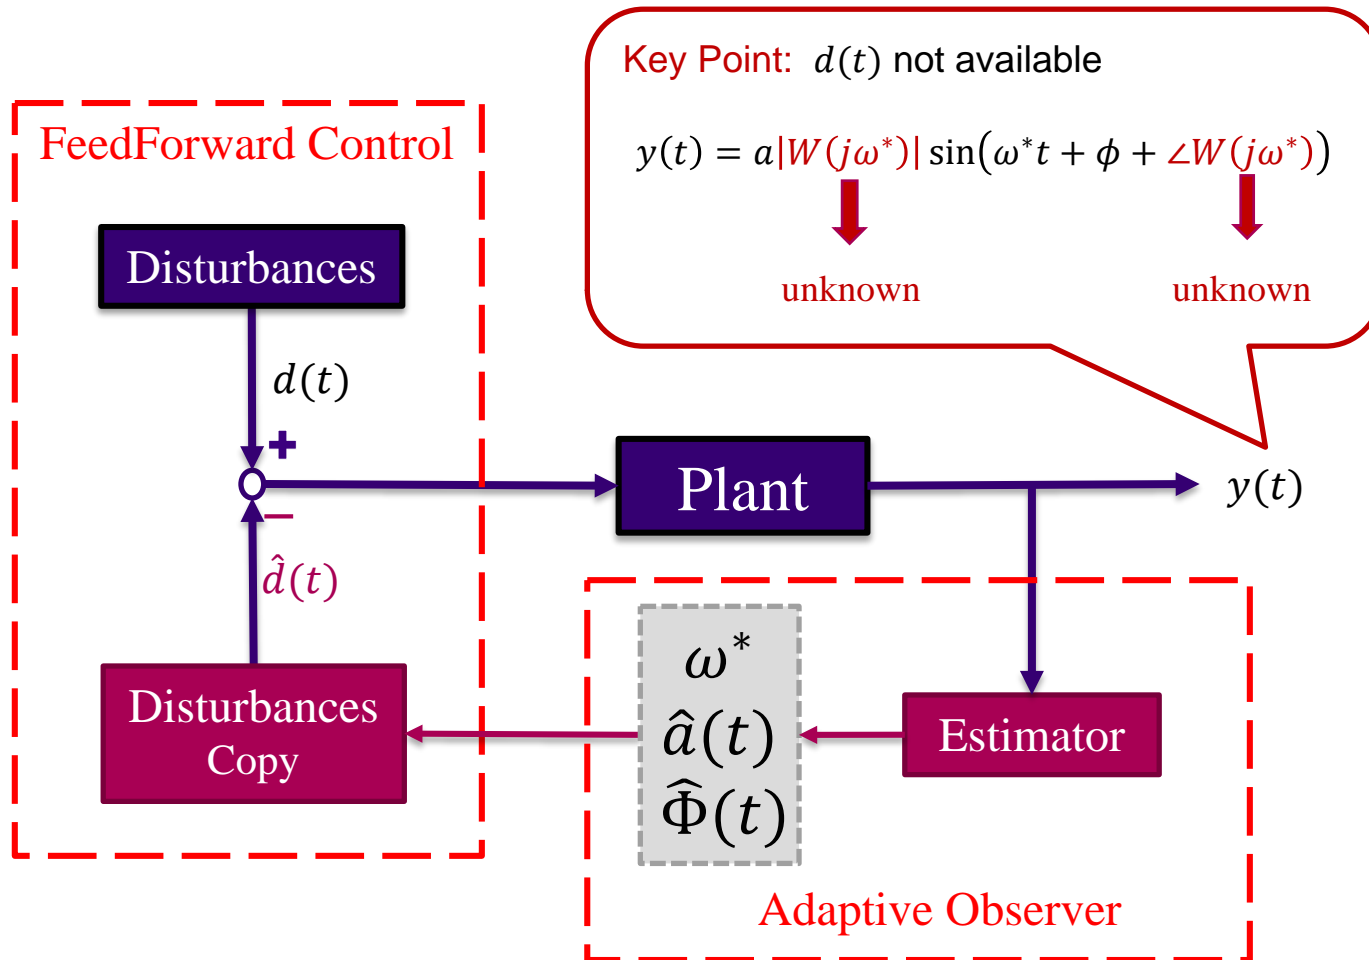 Key Point: d(t) not available
FeedForward Control
y(t) = a|W(jω*)| sin(ω*t + ϕ + ∠W(jω*))
unknown
unknown
Disturbances
d(t)
+
Plant
y(t)
−
d̂(t)
ω*
â(t)
Φ̂(t)
Disturbances
Copy
Estimator
Adaptive Observer